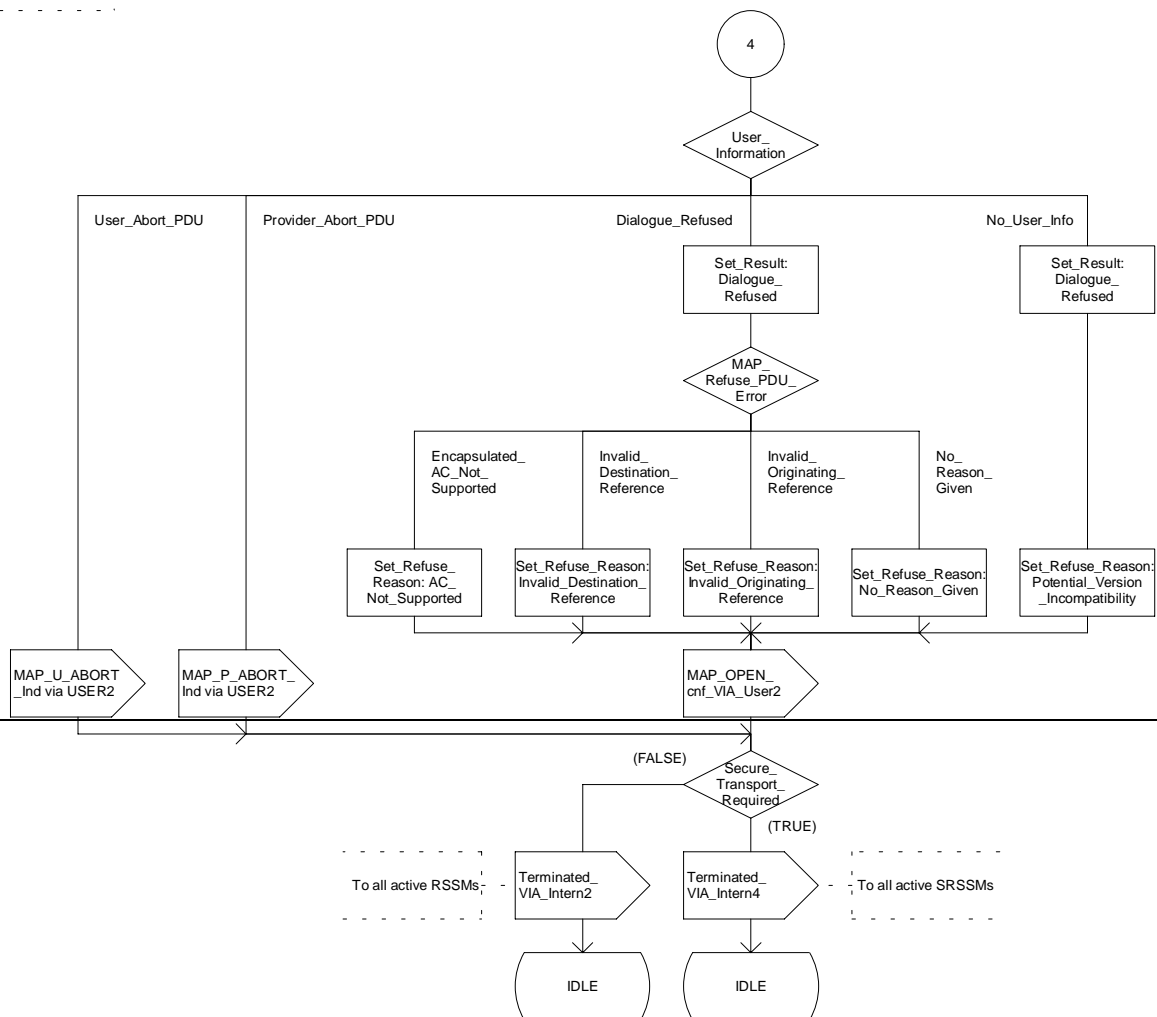 4
User_
Information
User_Abort_PDU
Provider_Abort_PDU
Dialogue_Refused
No_User_Info
Set_Result:
Dialogue_
Refused
Set_Result:
Dialogue_
Refused
MAP_
Refuse_PDU_
Error
Encapsulated_
AC_Not_
Supported
Invalid_
Destination_
Reference
Invalid_
Originating_
Reference
No_
Reason_
Given
Set_Refuse_
Reason: AC_
Not_Supported
Set_Refuse_Reason:
Invalid_Destination_
Reference
Set_Refuse_Reason:
Invalid_Originating_
Reference
Set_Refuse_Reason:
No_Reason_Given
Set_Refuse_Reason:
Potential_Version
_Incompatibility
MAP_U_ABORT
_Ind via USER2
MAP_P_ABORT_
Ind via USER2
MAP_OPEN_
cnf_VIA_User2
(FALSE)
Secure_
Transport_
Required
(TRUE)
To all active RSSMs
Terminated_
VIA_Intern2
Terminated_
VIA_Intern4
To all active SRSSMs
IDLE
IDLE